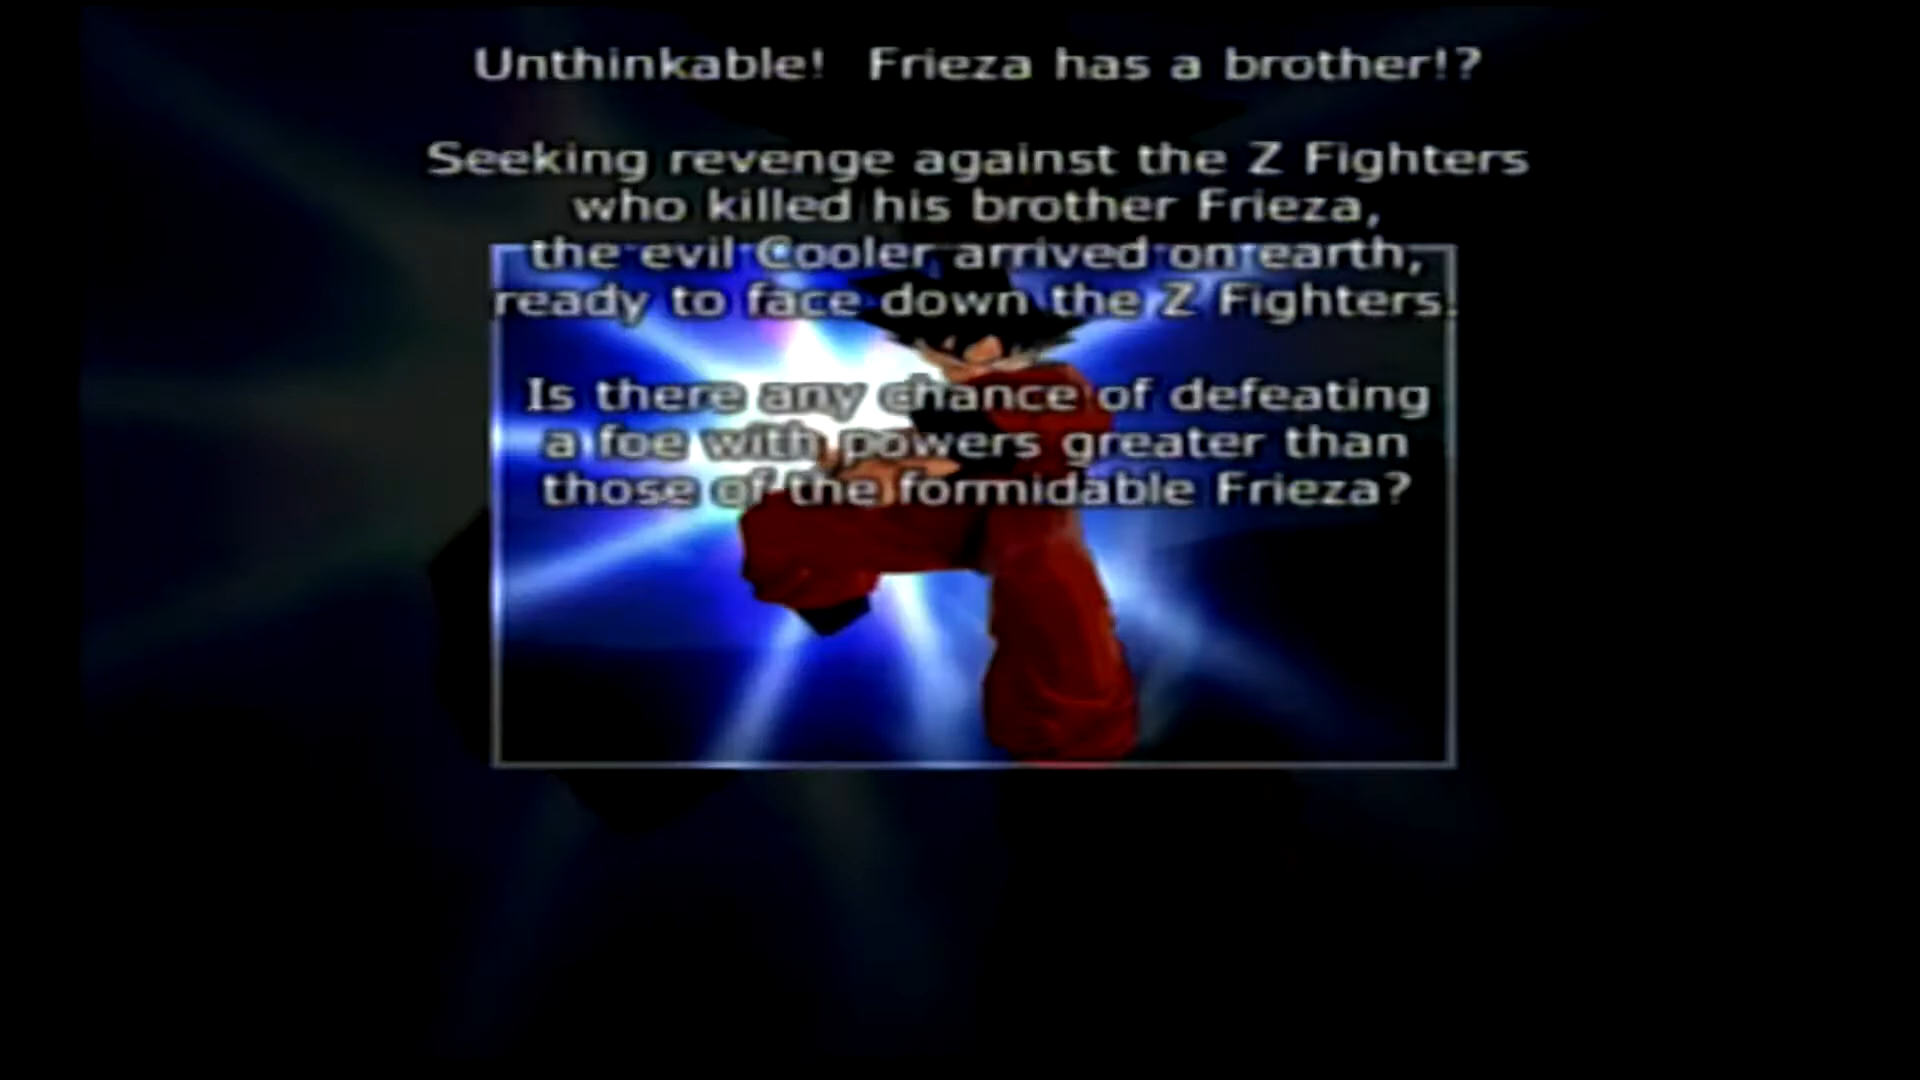 Unthinkable!  Frieza has a brother!?
Seeking revenge against the Z Fighters
who killed his brother Frieza,
the evil Cooler arrived on earth,
ready to face down the Z Fighters.
Is there any chance of defeating
a foe with powers greater than
those of the formidable Frieza?